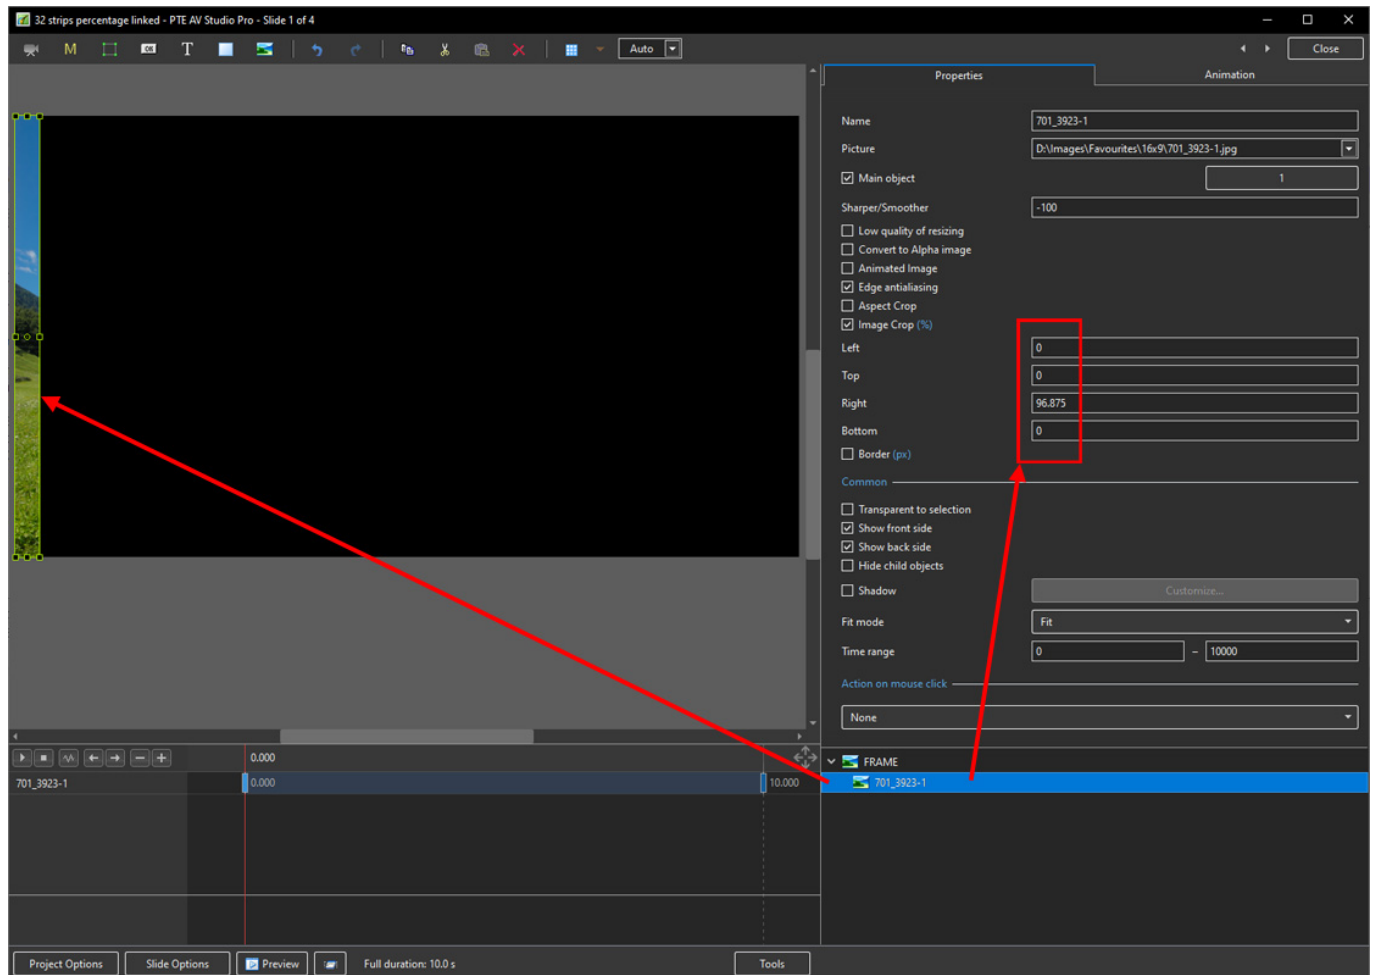 32 strips percentage linked - PTE AV Studio Pro - Slide 1 of 4
M OK T Auto Close
Properties Animation
Name 701_3923-1
Picture D:\Images\Favourites\16x9\701_3923-1.jpg
Main object 1
Sharper/Smoother -100
Low quality of resizing
Convert to Alpha image
Animated Image
Edge antialiasing
Aspect Crop
Image Crop (%)
Left 0
Top 0
Right 96.875
Bottom 0
Border (px)
Common
Transparent to selection
Show front side
Show back side
Hide child objects
Shadow Customize...
Fit mode Fit
Time range 0 – 10000
Action on mouse click
None
0.000
FRAME
701_3923-1 0.000 10.000
701_3923-1
Project Options Slide Options Preview Full duration: 10.0 s Tools